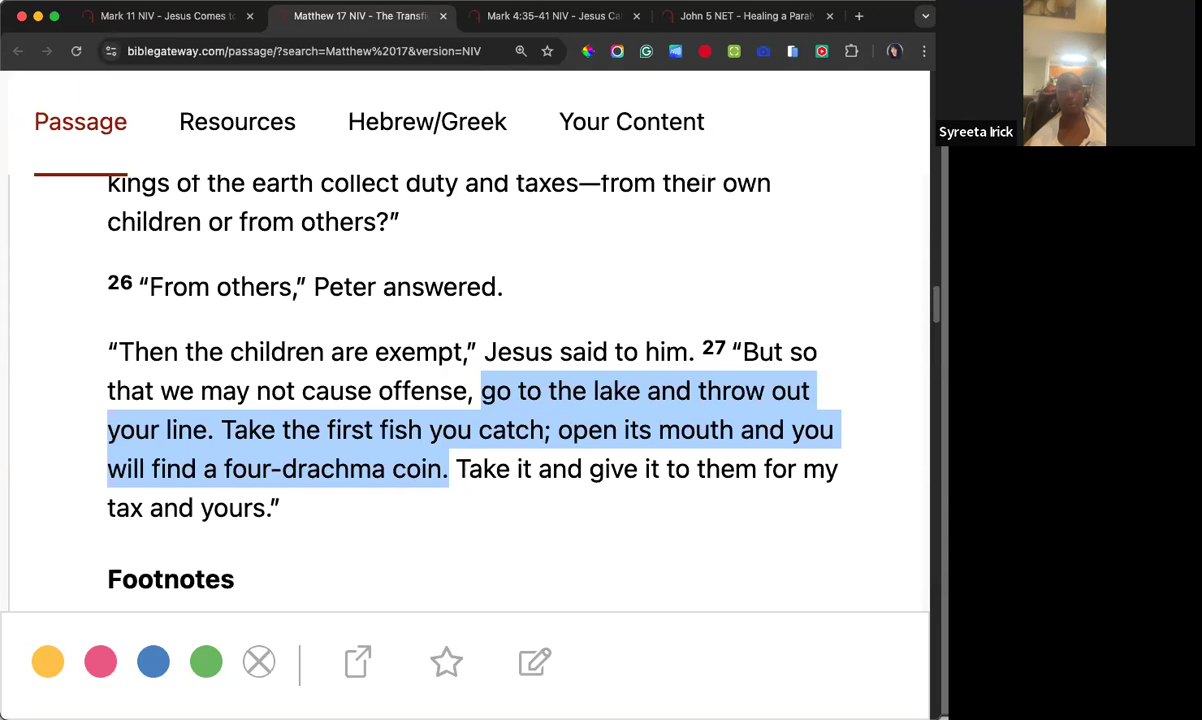 Mark 11 NIV - Jesus Comes to
Matthew 17 NIV - The Transfi
Mark 4:35-41 NIV - Jesus Ca
John 5 NET - Healing a Paral
biblegateway.com/passage/?search=Matthew%2017&version=NIV
Passage
Resources
Hebrew/Greek
Your Content
kings of the earth collect duty and taxes—from their own
children or from others?”
26 “From others,” Peter answered.
“Then the children are exempt,” Jesus said to him. 27 “But so
that we may not cause offense, go to the lake and throw out
your line. Take the first fish you catch; open its mouth and you
will find a four-drachma coin. Take it and give it to them for my
tax and yours.”
Footnotes
Syreeta Irick